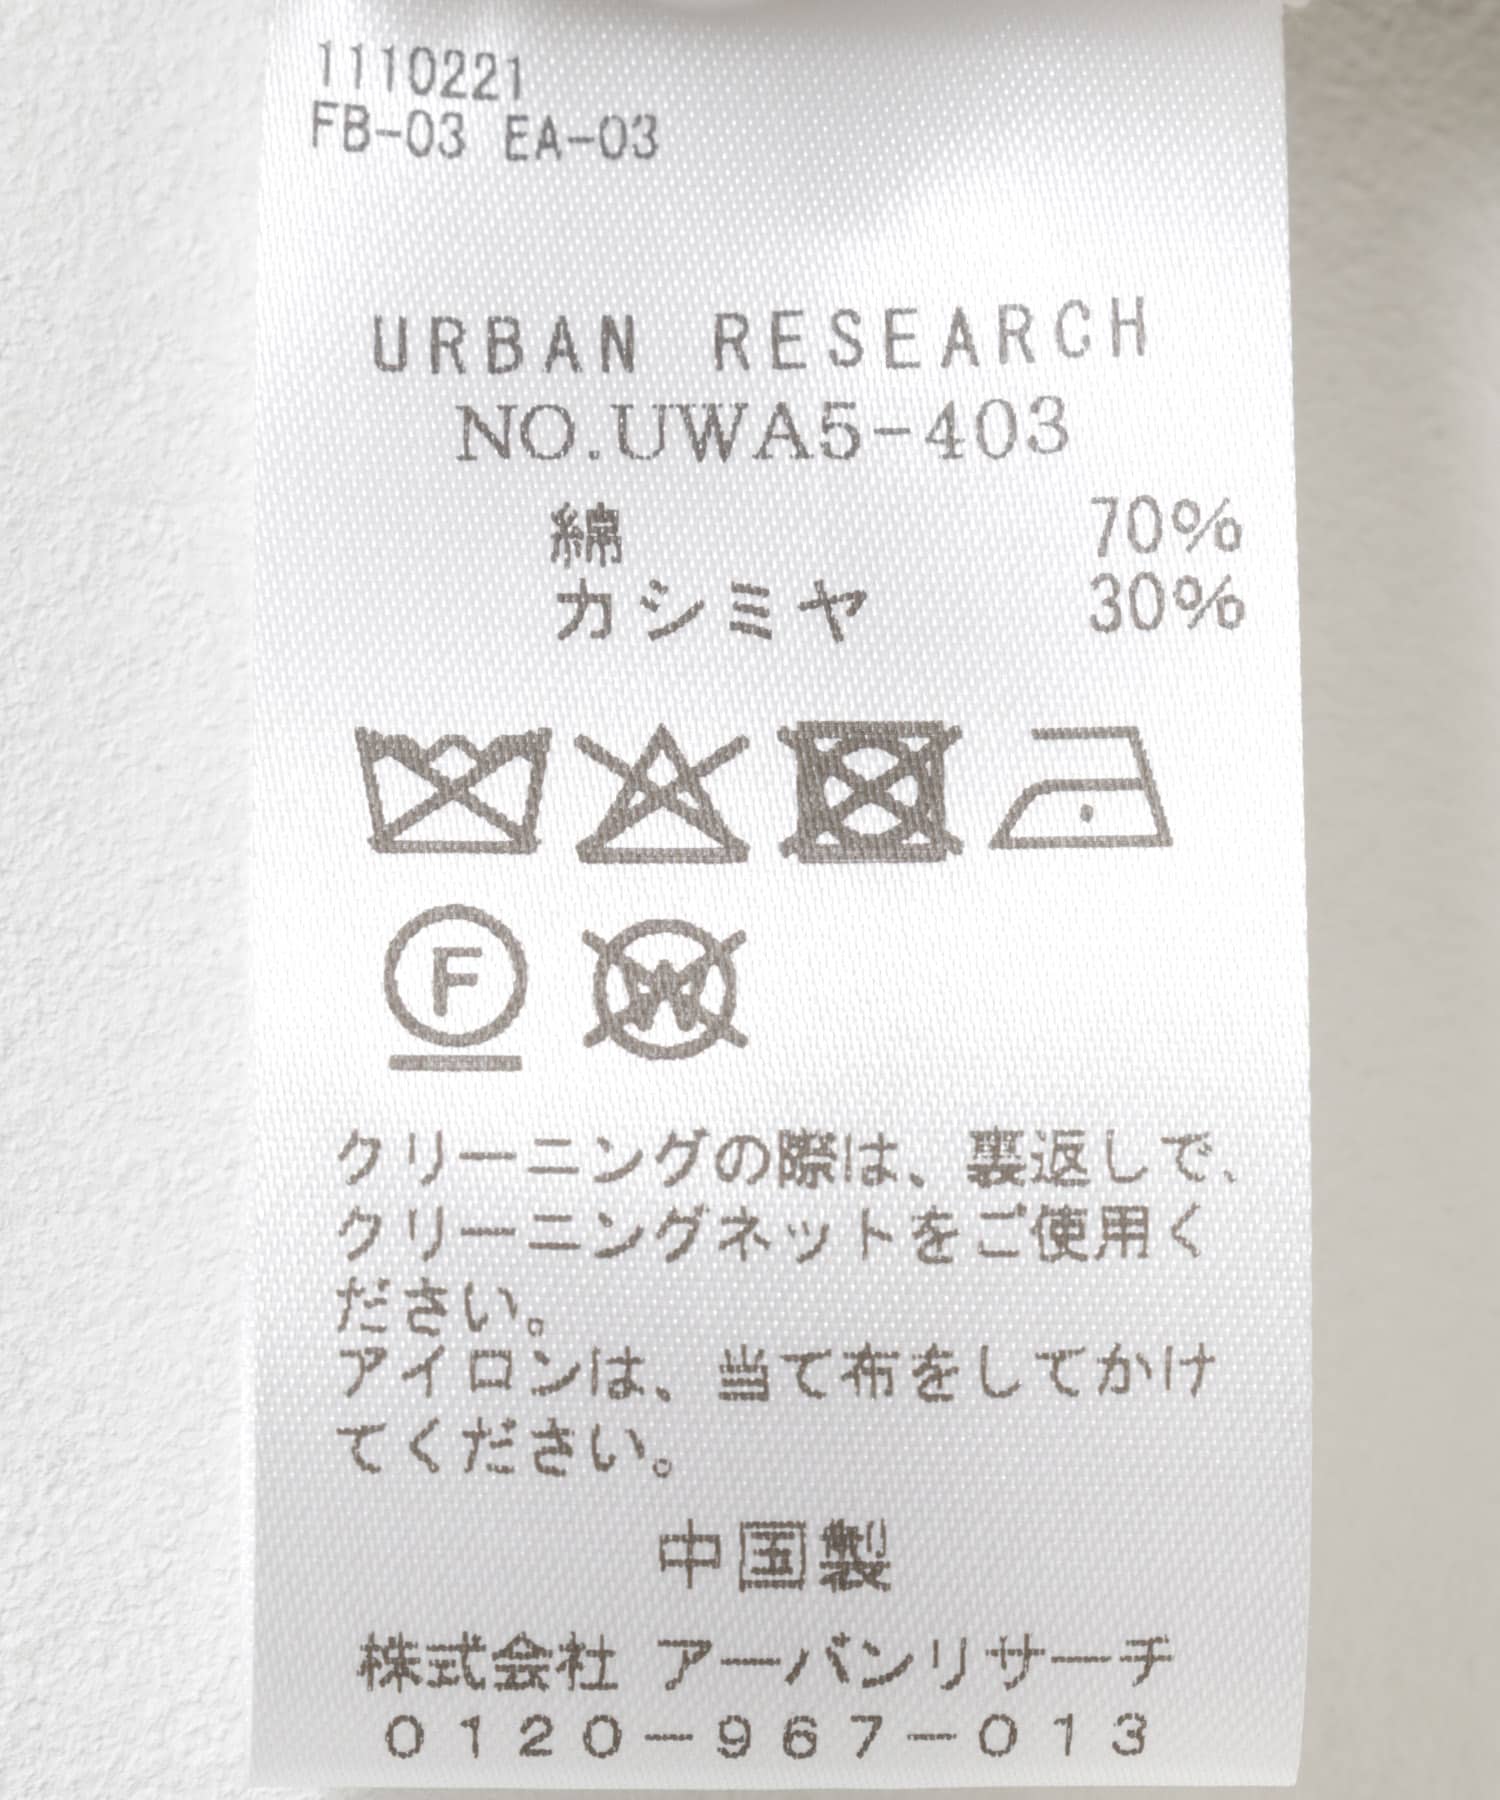 1110221
FB-03 EA-03
URBAN RESEARCH
NO.UWA5-403
綿 70%
カシミヤ 30%
F
W
クリーニングの際は、裏返しで、
クリーニングネットをご使用く
ださい。
アイロンは、当て布をしてかけ
てください。
中国製
株式会社 アーバンリサーチ
0120-967-013